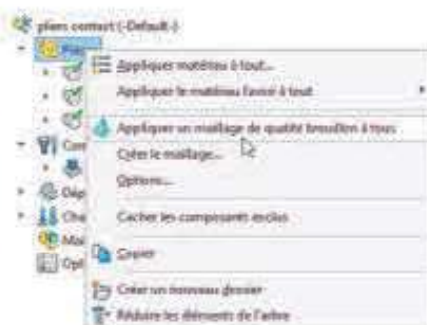 pliers contact (-Default-)
Appliquer matériau à tout...
Appliquer le matériau favori à tout
Appliquer un maillage de qualité brouillon à tous
Créer le maillage...
Options...
Cacher les composants exclus
Copier
Créer un nouveau dossier
Réduire les éléments de l'arbre